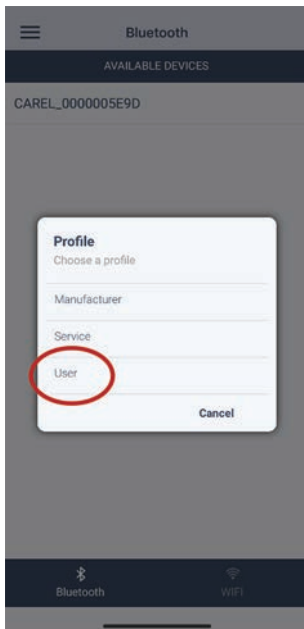 Bluetooth
AVAILABLE DEVICES
CAREL_0000005E9D
Profile
Choose a profile
Manufacturer
Service
User
Cancel
Bluetooth
WIFI